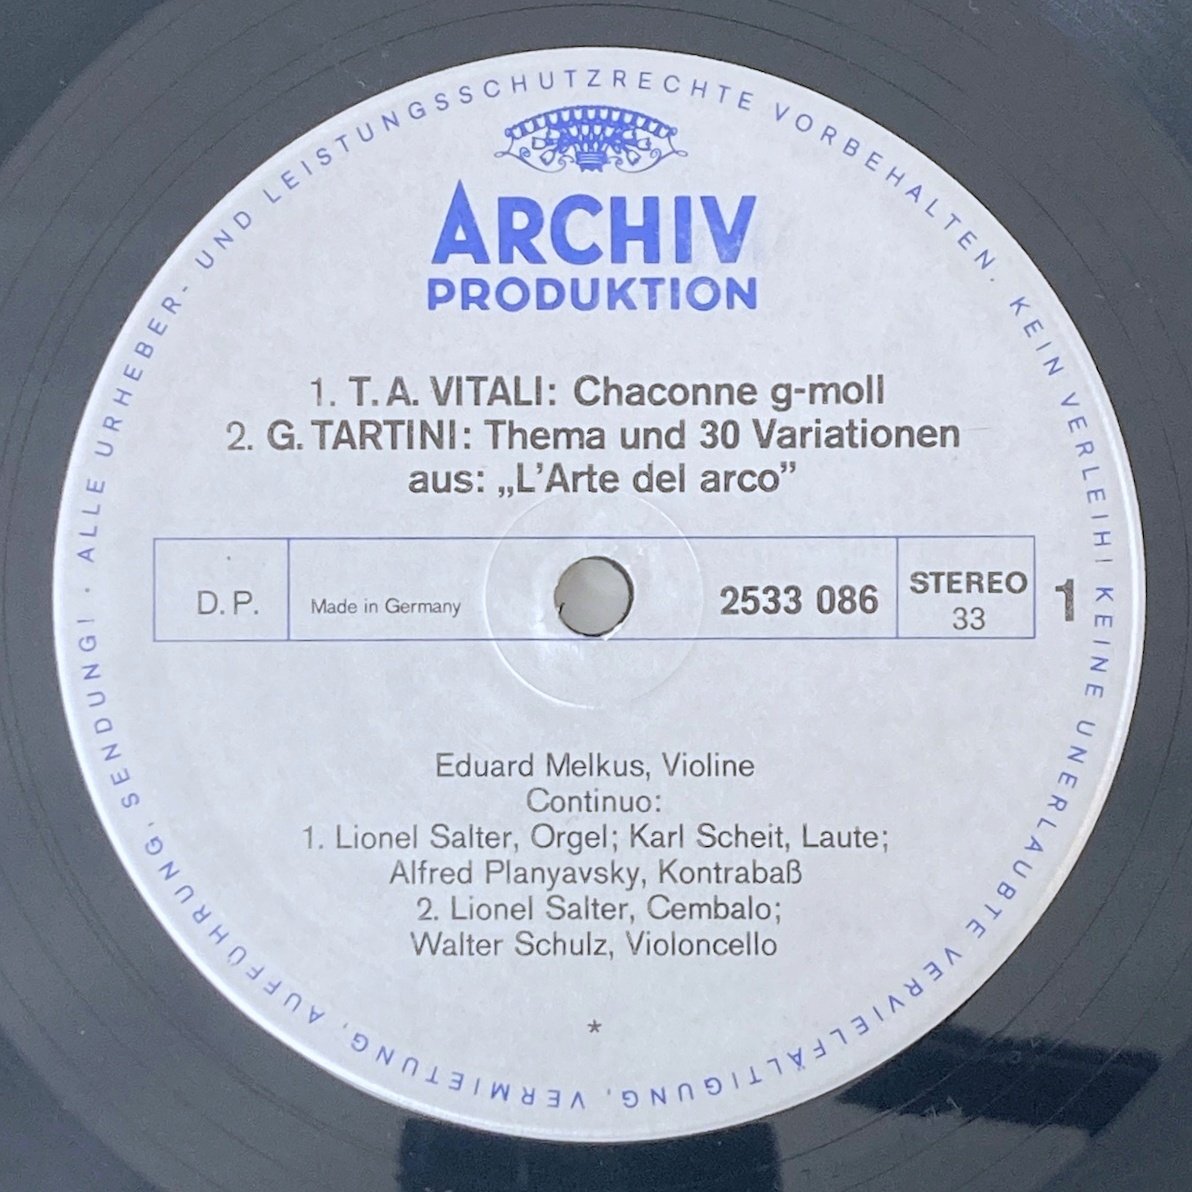 ALLE URHEBER- UND LEISTUNGSSCHUTZRECHTE VORBEHALTEN. KEIN VERLEIH! KEINE UNERLAUBTE VERVIELFÄLTIGUNG, VERMIETUNG, AUFFÜHRUNG, SENDUNG! ·
ARCHIV
PRODUKTION
1. T. A. VITALI: Chaconne g-moll
2. G. TARTINI: Thema und 30 Variationen
aus: „L'Arte del arco”
D. P.
Made in Germany
2533 086
STEREO
33
1
Eduard Melkus, Violine
Continuo:
1. Lionel Salter, Orgel; Karl Scheit, Laute;
Alfred Planyavsky, Kontrabaß
2. Lionel Salter, Cembalo;
Walter Schulz, Violoncello
*